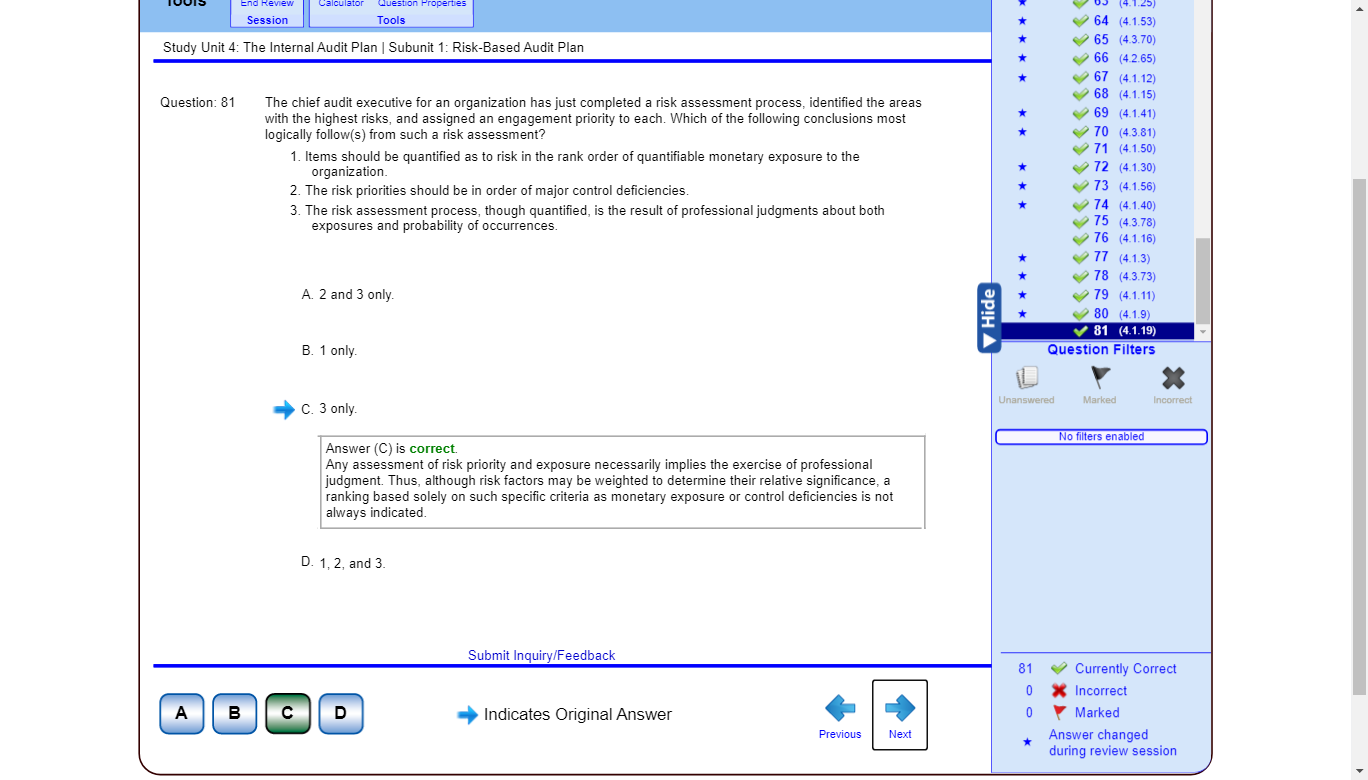 Tools
End Review
Calculator Question Properties
Session
Tools
Study Unit 4: The Internal Audit Plan | Subunit 1: Risk-Based Audit Plan
Question: 81
The chief audit executive for an organization has just completed a risk assessment process, identified the areas
with the highest risks, and assigned an engagement priority to each. Which of the following conclusions most
logically follow(s) from such a risk assessment?
1. Items should be quantified as to risk in the rank order of quantifiable monetary exposure to the
organization.
2. The risk priorities should be in order of major control deficiencies.
3. The risk assessment process, though quantified, is the result of professional judgments about both
exposures and probability of occurrences.
A. 2 and 3 only.
B. 1 only.
C. 3 only.
Answer (C) is correct.
Any assessment of risk priority and exposure necessarily implies the exercise of professional
judgment. Thus, although risk factors may be weighted to determine their relative significance, a
ranking based solely on such specific criteria as monetary exposure or control deficiencies is not
always indicated.
D. 1, 2, and 3.
Submit Inquiry/Feedback
A B C D
Indicates Original Answer
Previous
Next
63 (4.1.25)
64 (4.1.53)
65 (4.3.70)
66 (4.2.65)
67 (4.1.12)
68 (4.1.15)
69 (4.1.41)
70 (4.3.81)
71 (4.1.50)
72 (4.1.30)
73 (4.1.56)
74 (4.1.40)
75 (4.3.78)
76 (4.1.16)
77 (4.1.3)
78 (4.3.73)
79 (4.1.11)
80 (4.1.9)
81 (4.1.19)
Hide
Question Filters
Unanswered Marked Incorrect
No filters enabled
81 Currently Correct
0 Incorrect
0 Marked
Answer changed
during review session